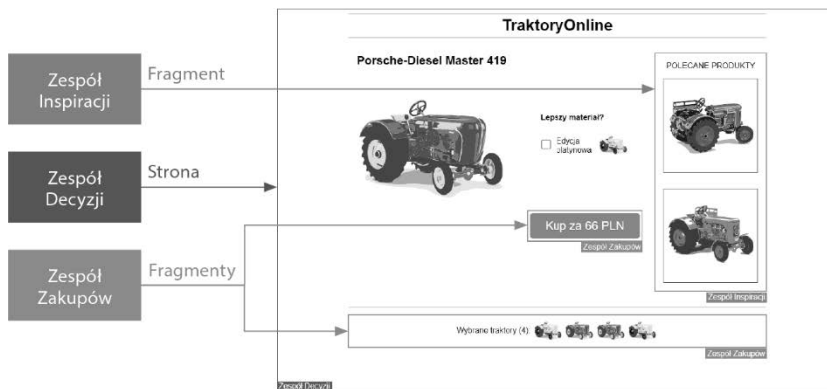 TraktoryOnline
Zespół
Inspiracji
Fragment
Porsche-Diesel Master 419
POLECANE PRODUKTY
Lepszy materiał?
Edycja
platynowa
Zespół
Decyzji
Strona
Kup za 66 PLN
Zespół Zakupów
Zespół
Zakupów
Fragmenty
Zespół Inspiracji
Wybrano traktory (4):
Zespół Zakupów
Zespół Decyzji